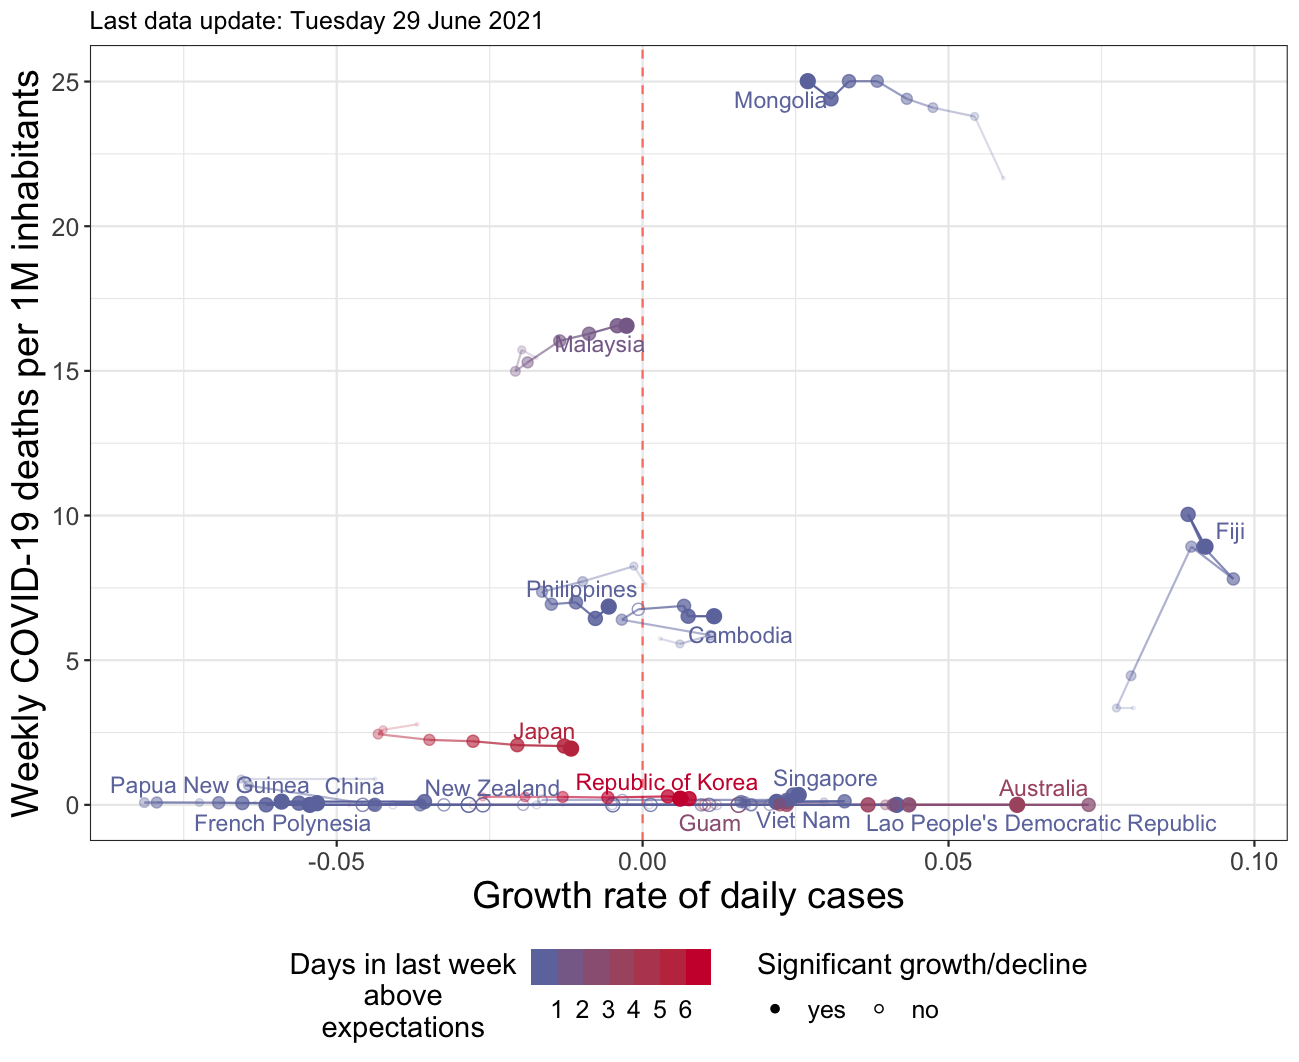 Last data update: Tuesday 29 June 2021
Weekly COVID-19 deaths per 1M inhabitants
25
20
15
10
5
0
Mongolia
Malaysia
Fiji
Philippines
Cambodia
Japan
Papua New Guinea
China
New Zealand
Republic of Korea
Singapore
Australia
French Polynesia
Guam
Viet Nam
Lao People's Democratic Republic
-0.05
0.00
0.05
0.10
Growth rate of daily cases
Days in last week
above
expectations
1 2 3 4 5 6
Significant growth/decline
yes
no